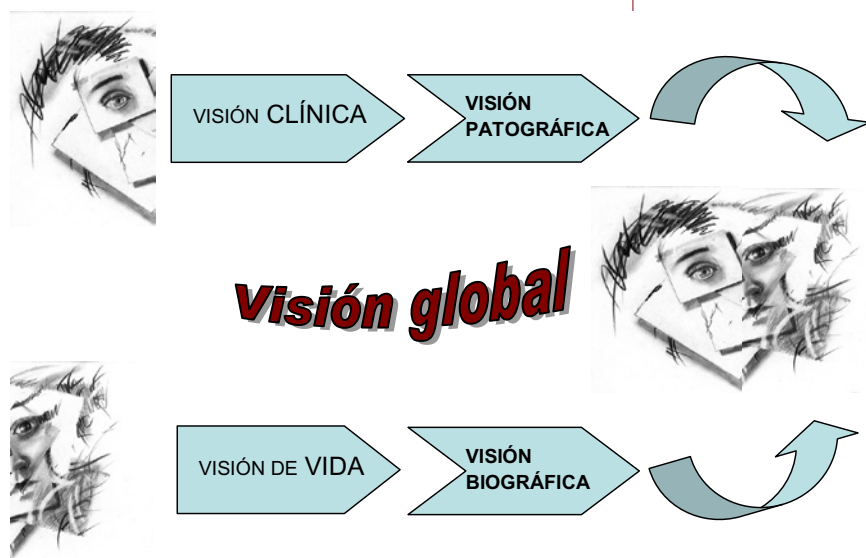 VISIÓN CLÍNICA
VISIÓN
PATOGRÁFICA
Visión global
VISIÓN DE VIDA
VISIÓN
BIOGRÁFICA